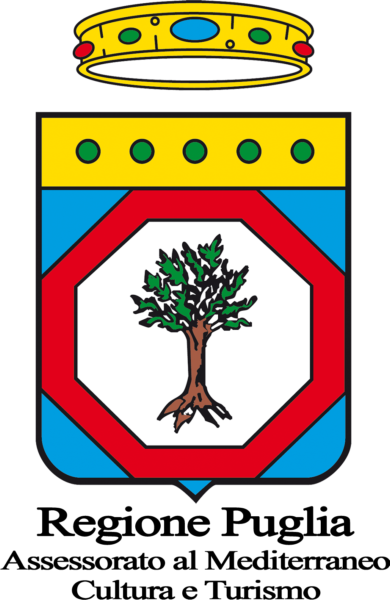 Regione Puglia
Assessorato al Mediterraneo
Cultura e Turismo